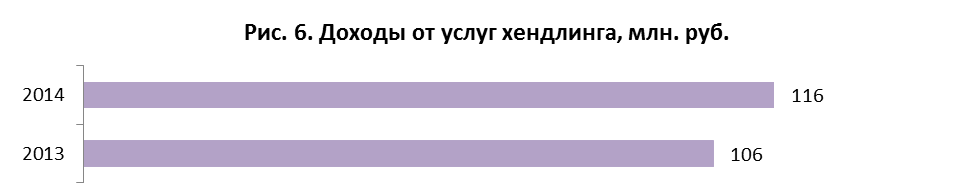 Рис. 6. Доходы от услуг хендлинга, млн. руб.
2014 116
2013 106